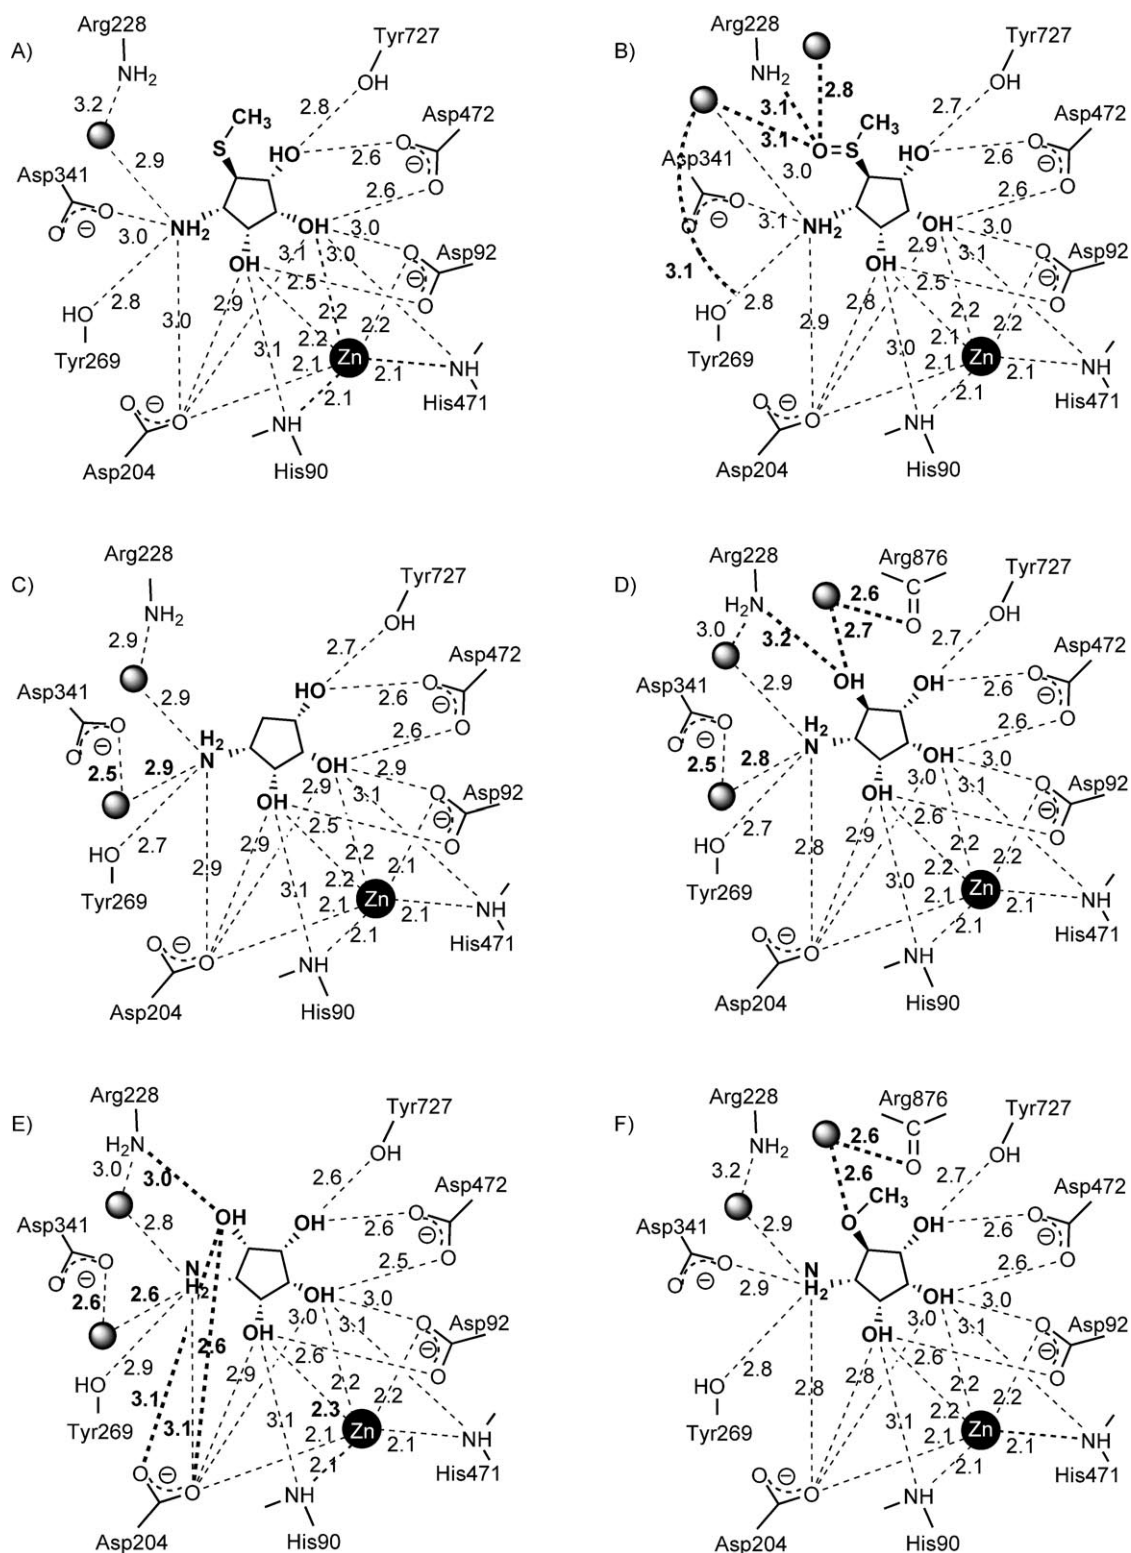 A)
Arg228
NH2
3.2
2.9
S
CH3
HO
2.8
Tyr727
OH
Asp472
O
O
2.6
2.6
Asp341
O
O
3.0
NH2
OH
OH
3.0
3.1
3.0
2.5
Asp92
O
O
HO
2.8
Tyr269
3.0
2.9
3.1
2.2
2.2
2.2
2.1
Zn
2.1
2.1
NH
His471
O
O
Asp204
NH
His90
B)
Arg228
NH2
3.1
2.8
3.1
3.0
O=S
CH3
HO
2.7
Tyr727
OH
Asp472
O
O
2.6
2.6
Asp341
O
O
3.1
NH2
OH
OH
3.0
2.9
3.1
2.5
Asp92
O
O
3.1
HO
2.8
Tyr269
2.9
2.8
3.0
2.2
2.1
2.2
2.1
Zn
2.1
2.1
NH
His471
O
O
Asp204
NH
His90
C)
Arg228
NH2
2.9
2.9
HO
2.7
Tyr727
OH
Asp472
O
O
2.6
2.6
Asp341
O
O
2.5
2.9
H2
N
OH
OH
2.9
2.9
3.1
2.5
Asp92
O
O
HO
2.7
Tyr269
2.9
2.9
3.1
2.2
2.2
2.1
2.1
Zn
2.1
2.1
NH
His471
O
O
Asp204
NH
His90
D)
Arg228
H2N
3.0
3.2
2.9
2.6
2.7
Arg876
C
O
OH
OH
2.7
Tyr727
OH
Asp472
O
O
2.6
2.6
Asp341
O
O
2.5
2.8
H2
N
OH
OH
3.0
3.0
3.1
2.6
Asp92
O
O
HO
2.7
Tyr269
2.8
2.9
3.0
2.2
2.2
2.2
2.1
Zn
2.1
2.1
NH
His471
O
O
Asp204
NH
His90
E)
Arg228
H2N
3.0
3.0
2.8
OH
OH
2.6
Tyr727
OH
Asp472
O
O
2.6
2.5
Asp341
O
O
2.6
2.6
N
H2
OH
OH
3.0
3.0
3.1
2.6
Asp92
O
O
HO
2.9
Tyr269
2.6
3.1
3.1
2.9
3.1
2.2
2.3
2.2
2.1
Zn
2.1
2.1
NH
His471
O
O
Asp204
NH
His90
F)
Arg228
NH2
3.2
2.9
2.6
2.6
Arg876
C
O
O
CH3
OH
2.7
Tyr727
OH
Asp472
O
O
2.6
2.6
Asp341
O
O
2.9
N
H2
OH
OH
3.0
3.0
3.1
2.6
Asp92
O
O
HO
2.8
Tyr269
2.8
2.8
3.1
2.2
2.2
2.2
2.1
Zn
2.1
2.1
NH
His471
O
O
Asp204
NH
His90